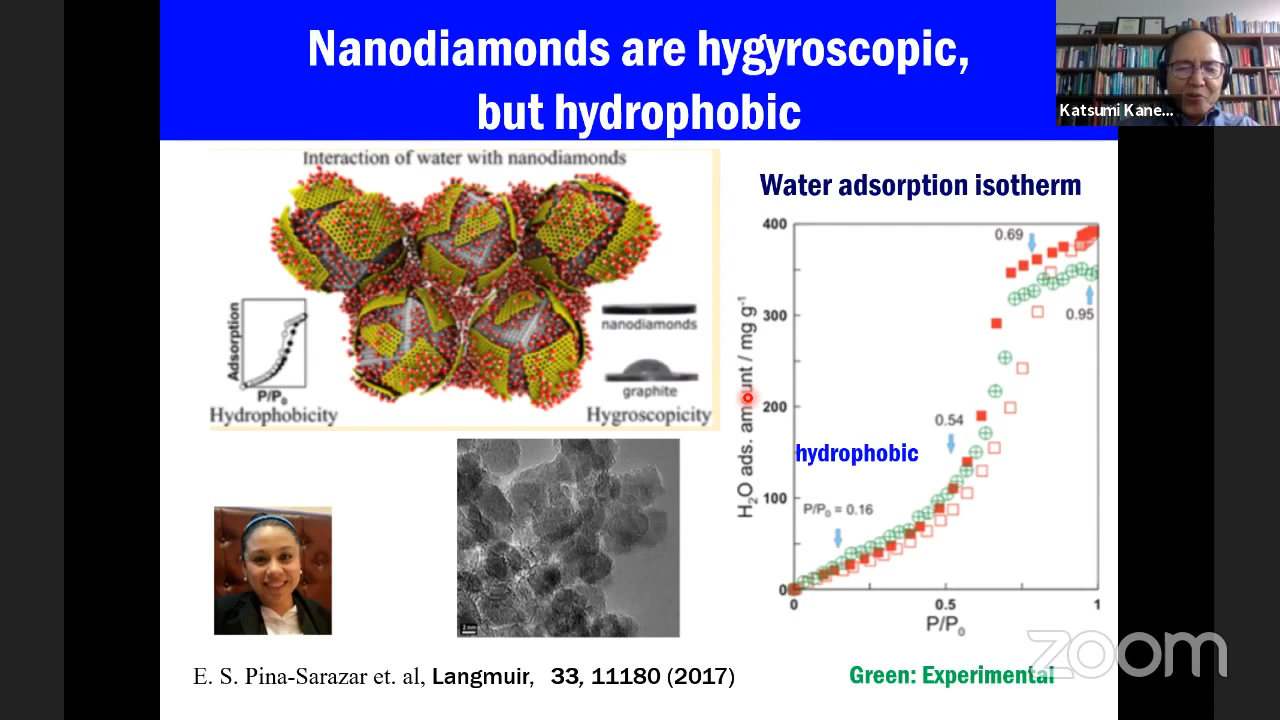 Nanodiamonds are hygyroscopic,
but hydrophobic
Katsumi Kane...
Interaction of water with nanodiamonds
Adsorption
P/P₀
Hydrophobicity
nanodiamonds
graphite
Hygroscopicity
Water adsorption isotherm
400
300
200
100
0
H₂O ads. amount / mg g⁻¹
0.69
0.95
0.54
hydrophobic
P/P₀ = 0.16
0
0.5
1
P/P₀
2 nm
E. S. Pina-Sarazar et. al, Langmuir, 33, 11180 (2017)
Green: Experimental
zoom